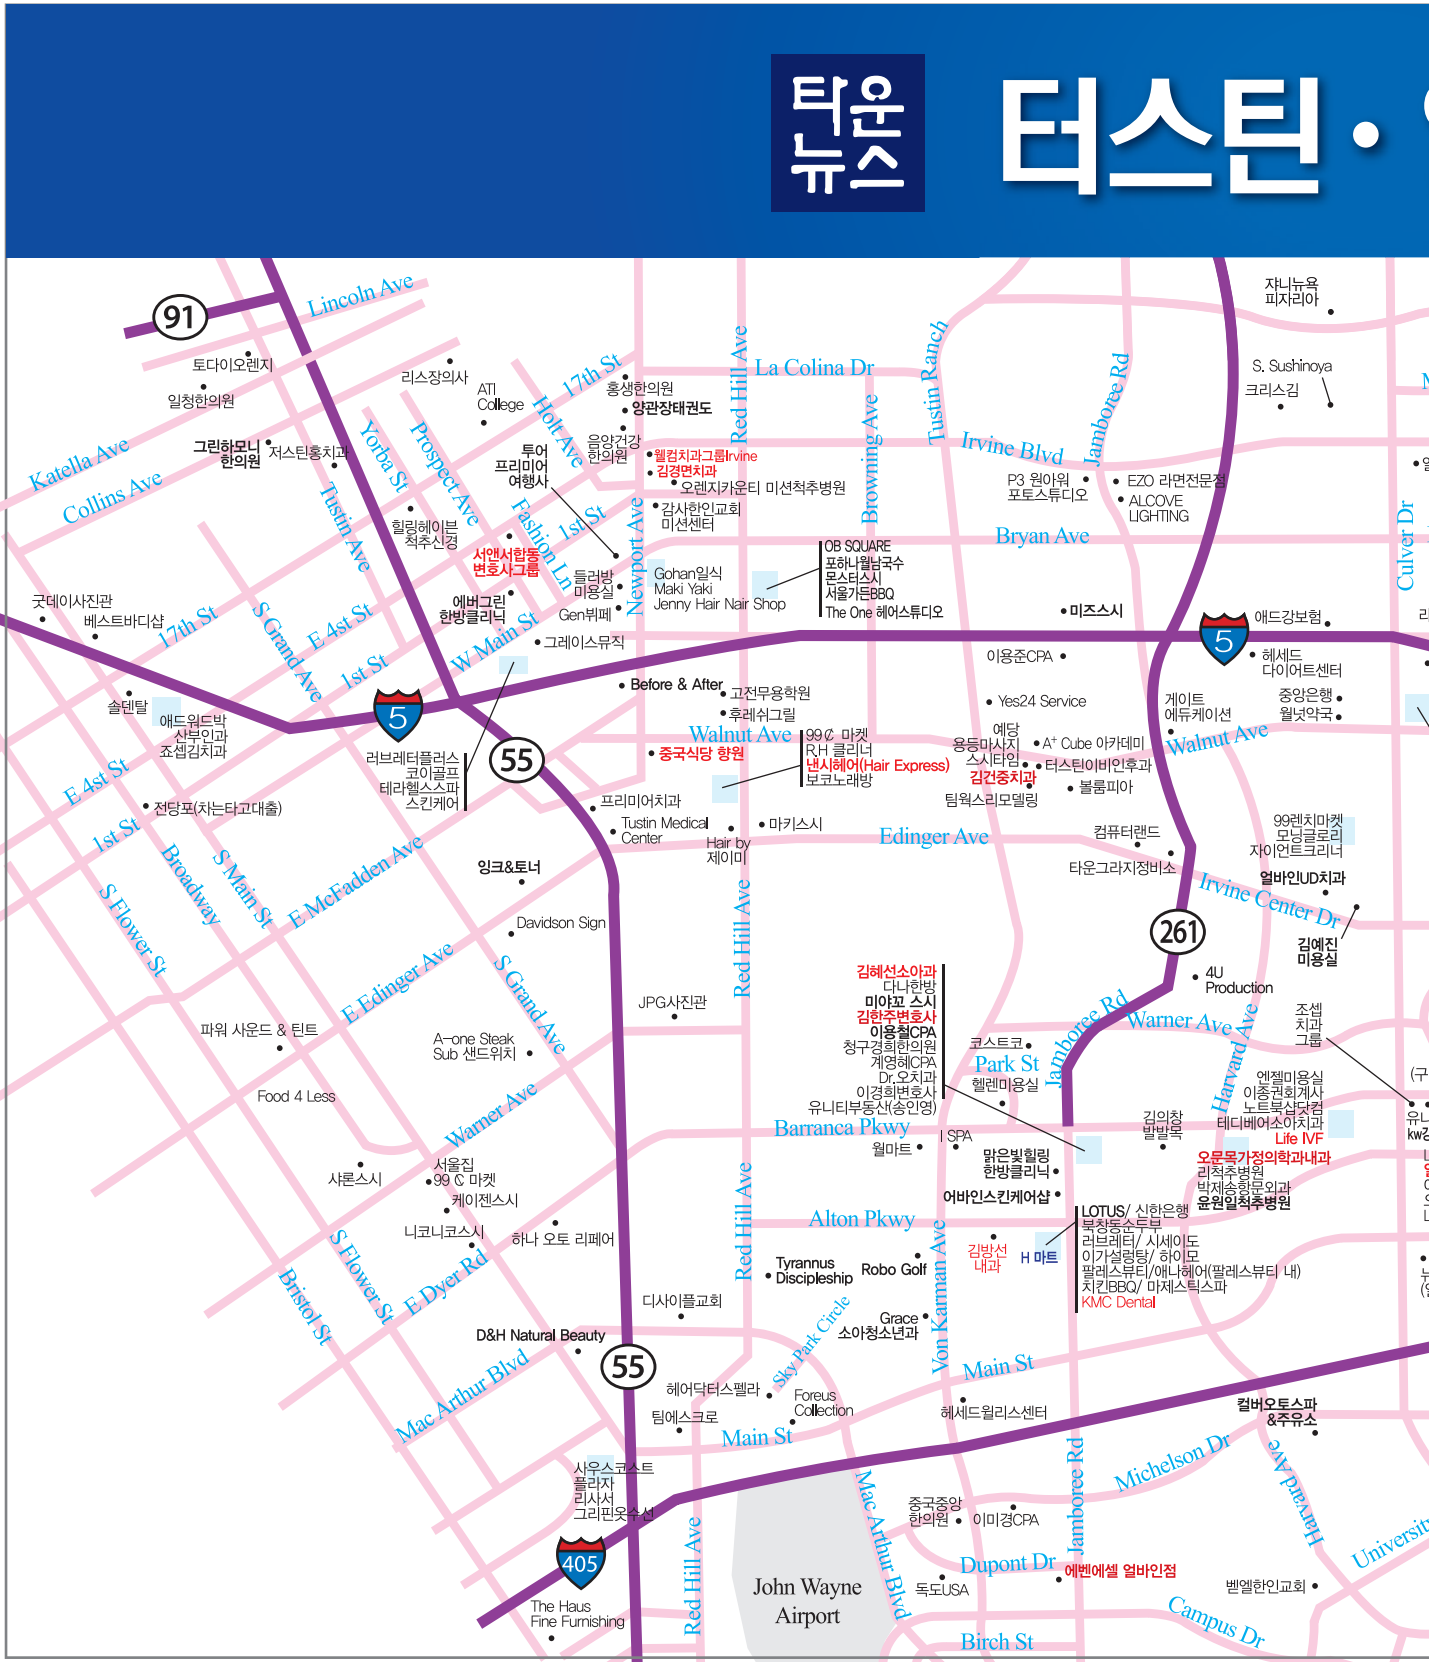 타운
뉴스
터스틴 ·
91
Lincoln Ave
토다이오렌지
일청한의원
리스장의사
ATI
College
17th St
Holt Ave
홍생한의원
양관장태권도
Red Hill Ave
La Colina Dr
Tustin Ranch
Jamboree Rd
쟈니뉴욕
피자리아
S. Sushinoya
크리스김
Katella Ave
Collins Ave
그린하모니
한의원
저스틴홍치과
Yorba St
Prospect Ave
Tustin Ave
투어
프리미어
여행사
음양건강
한의원
웰컴치과그룹Irvine
김경면치과
오렌지카운티 미션척추병원
감사한인교회
미션센터
Browning Ave
Irvine Blvd
P3 원아워
포토스튜디오
EZO 라면전문점
ALCOVE
LIGHTING
Culver Dr
Bryan Ave
힐링헤이븐
척추신경
Fashion Ln
1st St
Newport Ave
서앤서합동
변호사그룹
에버그린
한방클리닉
들러방
미용실
Gen뷔페
Gohan일식
Maki Yaki
Jenny Hair Nair Shop
OB SQUARE
포하나월남국수
몬스터스시
서울가든BBQ
The One 헤어스튜디오
미즈스시
굿데이사진관
베스트바디샵
17th St
S Grand Ave
E 4st St
1st St
W Main St
그레이스뮤직
5
애드강보험
헤세드
다이어트센터
이용준CPA
Before & After
고전무용학원
후레쉬그릴
Walnut Ave
중국식당 향원
Yes24 Service
게이트
에듀케이션
중앙은행
월넛약국
Walnut Ave
솔덴탈
애드워드박
산부인과
죠셉김치과
5
55
러브레터플러스
코이골프
테라헬스스파
스킨케어
99 ₵ 마켓
R.H 클리너
낸시헤어(Hair Express)
보코노래방
예당
용등마사지
스시타임
김건중치과
팀웍스리모델링
A⁺ Cube 아카데미
터스틴이비인후과
볼룸피아
E 4st St
1st St
전당포(차는타고대출)
프리미어치과
Tustin Medical
Center
Hair by
제이미
마키스시
Edinger Ave
컴퓨터랜드
타운그라지정비소
99렌치마켓
모닝글로리
자이언트크리너
얼바인UD치과
Irvine Center Dr
김예진
미용실
S Flower St
Broadway
S Main St
E McFadden Ave
잉크&토너
Davidson Sign
S Grand Ave
E Edinger Ave
Red Hill Ave
261
4U
Production
JPG사진관
파워 사운드 & 틴트
A-one Steak
Sub 샌드위치
Food 4 Less
Warner Ave
김혜선소아과
다나한방
미야꼬 스시
김한주변호사
이용철CPA
청구경희한의원
계영혜CPA
Dr.오치과
이경희변호사
유니티부동산(송인영)
코스트코
Park St
헬렌미용실
Jamboree Rd
Warner Ave
Harvard Ave
조셉
치과
그룹
엔젤미용실
이종권회계사
노트북샵닷컴
테디베어소아치과
Life IVF
Barranca Pkwy
월마트
I SPA
김의창
발발목
맑은빛힐링
한방클리닉
어바인스킨케어샵
오문목가정의학과내과
리척추병원
박제송항문외과
윤원일척추병원
샤론스시
서울집
99 ₵ 마켓
케이젠스시
니코니코스시
하나 오토 리페어
Red Hill Ave
Alton Pkwy
Von Karman Ave
김방선
내과
H 마트
LOTUS/ 신한은행
북창동순두부
러브레터/ 시세이도
이가설렁탕/ 하이모
팔레스뷰티/애나헤어(팔레스뷰티 내)
치킨BBQ/ 마제스틱스파
KMC Dental
S Flower St
Bristol St
E Dyer Rd
Tyrannus
Discipleship
Robo Golf
디사이플교회
Sky Park Circle
Grace
소아청소년과
D&H Natural Beauty
55
Mac Arthur Blvd
Main St
헤어닥터스펠라
팀에스크로
Foreus
Collection
Main St
헤세드월리스센터
컬버오토스파
&주유소
Michelson Dr
Harvard Ave
사우스코스트
플라자
리사서
그리핀옷수선
Mac Arthur Blvd
중국중앙
한의원
이미경CPA
Jamboree Rd
University
405
Red Hill Ave
John Wayne
Airport
Dupont Dr
독도USA
에벤에셀 얼바인점
벧엘한인교회
The Haus
Fine Furnishing
Birch St
Campus Dr